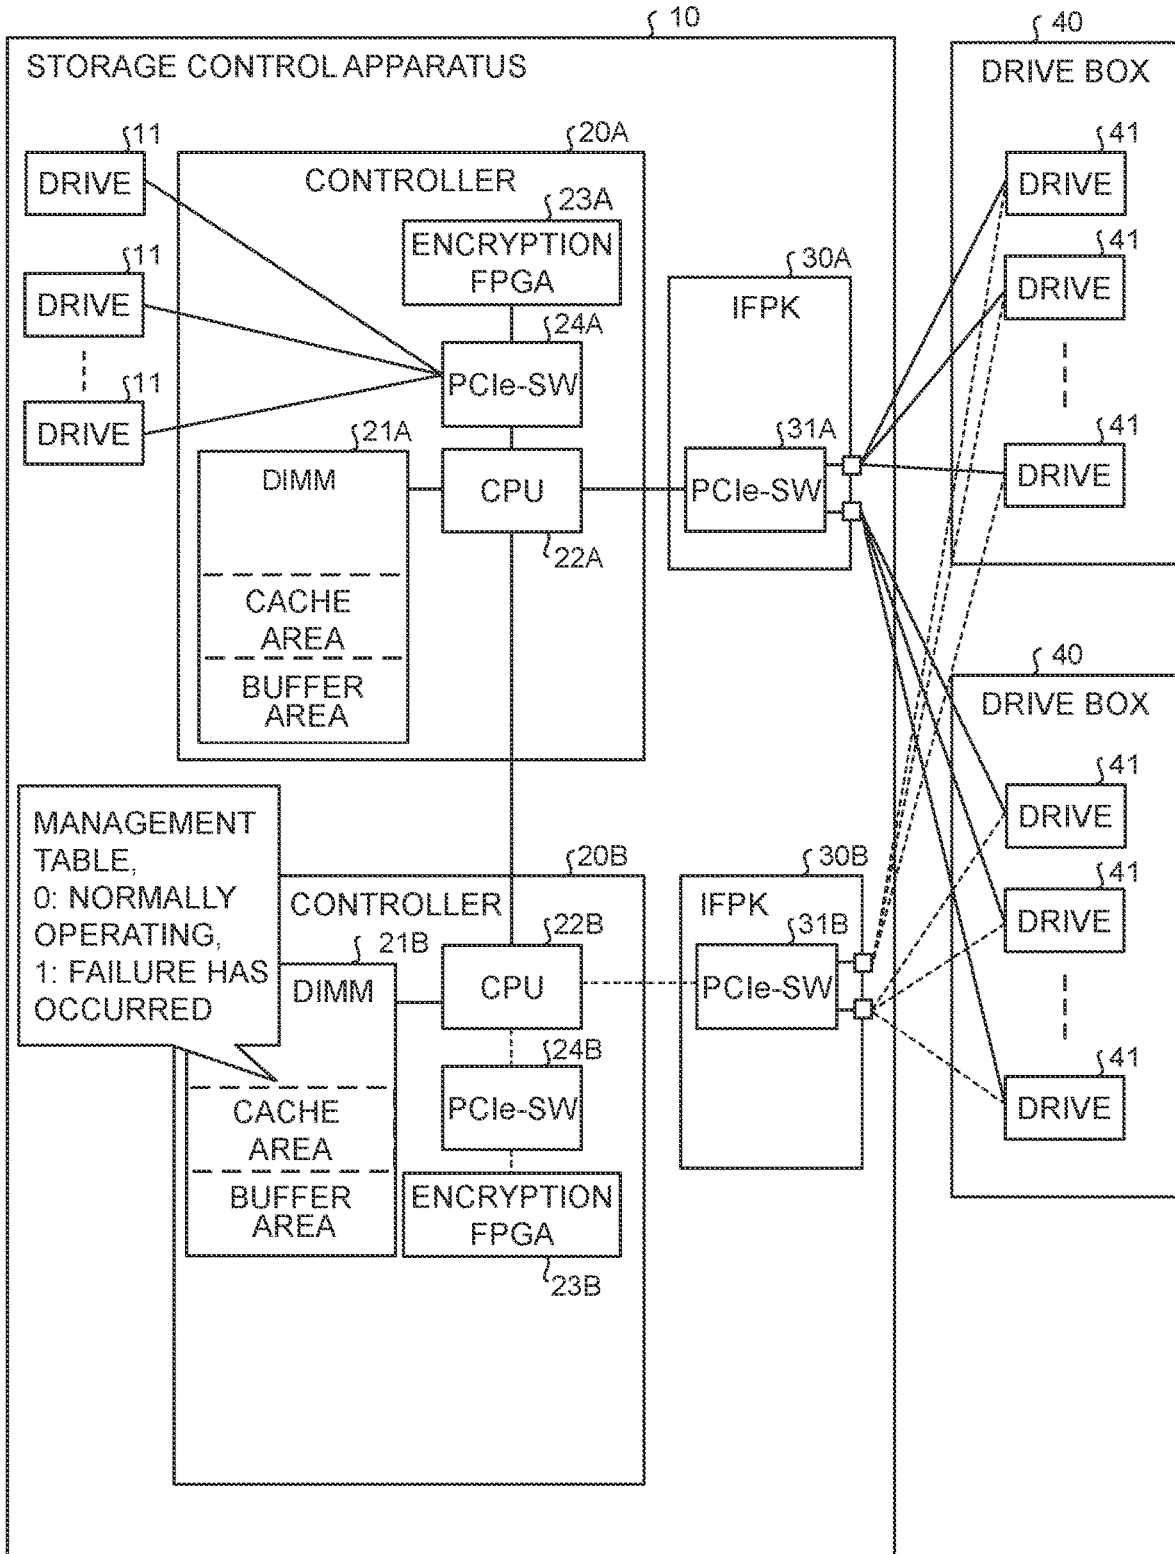 10
STORAGE CONTROL APPARATUS
11
DRIVE
11
DRIVE
11
DRIVE
20A
CONTROLLER
23A
ENCRYPTION
FPGA
24A
PCIe-SW
21A
DIMM
CPU
22A
CACHE
AREA
BUFFER
AREA
30A
IFPK
31A
PCIe-SW
40
DRIVE BOX
41
DRIVE
41
DRIVE
41
DRIVE
40
DRIVE BOX
41
DRIVE
41
DRIVE
41
DRIVE
MANAGEMENT
TABLE,
0: NORMALLY
OPERATING,
1: FAILURE HAS
OCCURRED
20B
CONTROLLER
21B
DIMM
22B
CPU
24B
PCIe-SW
CACHE
AREA
BUFFER
AREA
ENCRYPTION
FPGA
23B
30B
IFPK
31B
PCIe-SW